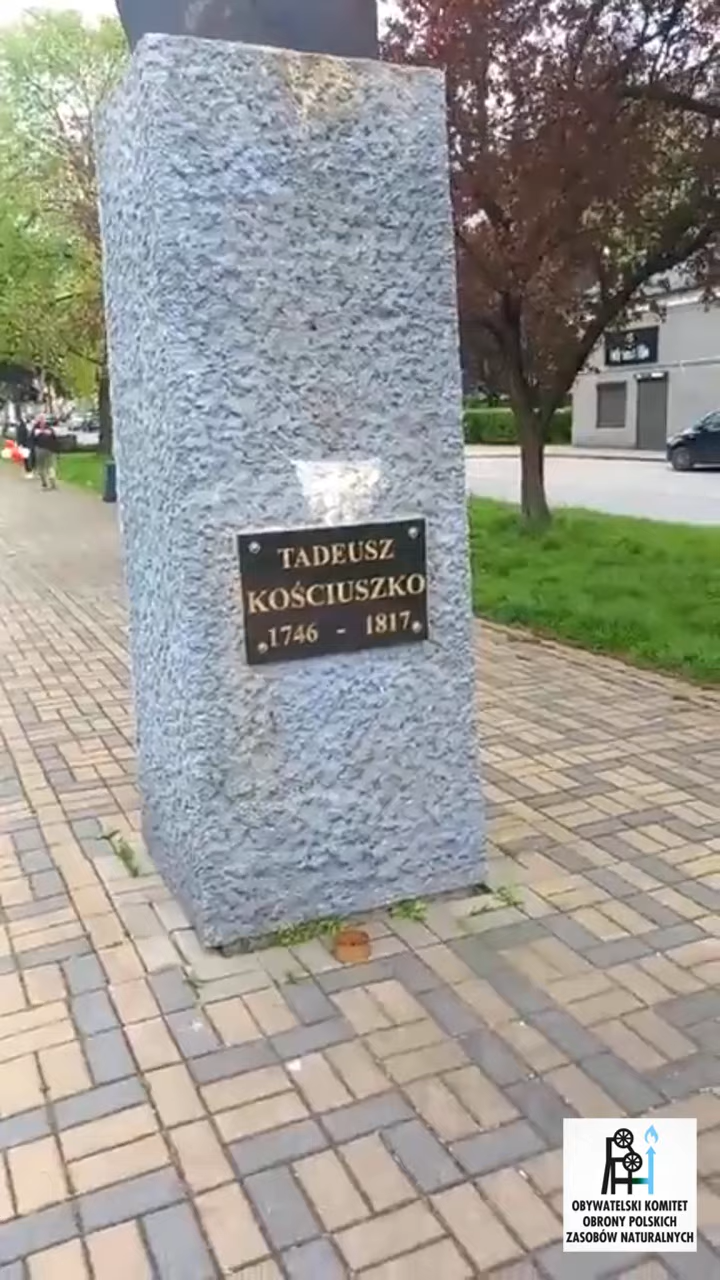 TADEUSZ
KOŚCIUSZKO
1746 - 1817
OBYWATELSKI KOMITET
OBRONY POLSKICH
ZASOBÓW NATURALNYCH